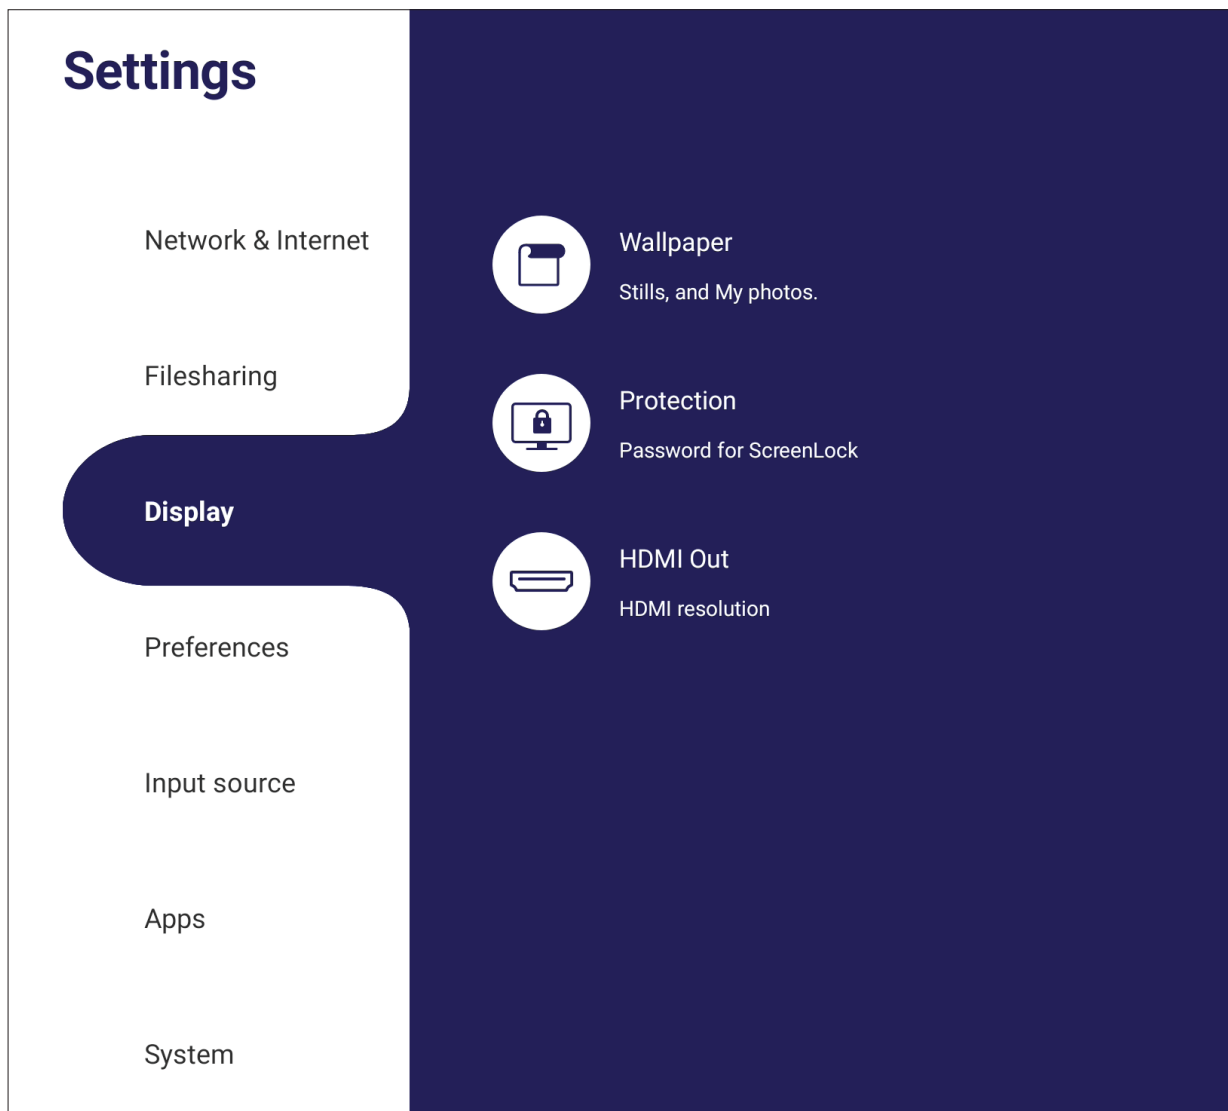 Settings
Network & Internet
Filesharing
Display
Preferences
Input source
Apps
System
Wallpaper
Stills, and My photos.
Protection
Password for ScreenLock
HDMI Out
HDMI resolution